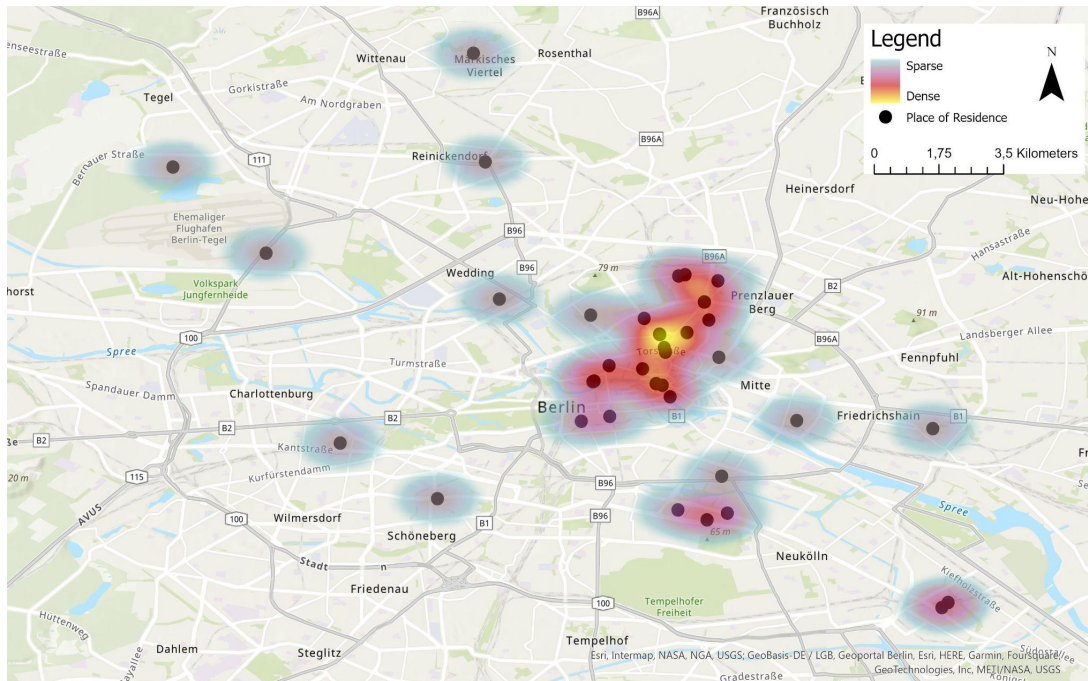 B96A
Französisch
Buchholz
Legend
Sparse
Dense
Place of Residence
N
0 1,75 3,5 Kilometers
Wittenau
Märkisches
Viertel
Rosenthal
Tegel
Gorkistraße
Am Nordgraben
B96A
Bernauer Straße
111
Reinickendorf
B96A
Heinersdorf
Neu-Hohe
Ehemaliger
Flughafen
Berlin-Tegel
B96
Hansastraße
Wedding
B96
79 m
B96A
Alt-Hohenschö
Volkspark
Jungfernheide
horst
Prenzlauer
Berg
B2
91 m
100
Landsberger Allee
Spree
B96A
Torstraße
Fennpfuhl
Turmstraße
Spandauer Damm
Charlottenburg
Mitte
Berlin
B1
Friedrichshain
B1
B2
B2
Kantstraße
115
Kurfürstendamm
20 m
B96
AVUS
100
Wilmersdorf
B1
B96
Spree
Schöneberg
65 m
Neukölln
Stadt
n
Friedenau
Kiefholzstraße
100
Tempelhofer
Freiheit
Hüttenweg
Dahlem
Steglitz
Tempelhof
Südostallee
Esri, Intermap, NASA, NGA, USGS; GeoBasis-DE / LGB, Geoportal Berlin, Esri, HERE, Garmin, Foursquare,
GeoTechnologies, Inc, METI/NASA, USGS
Gradestraße